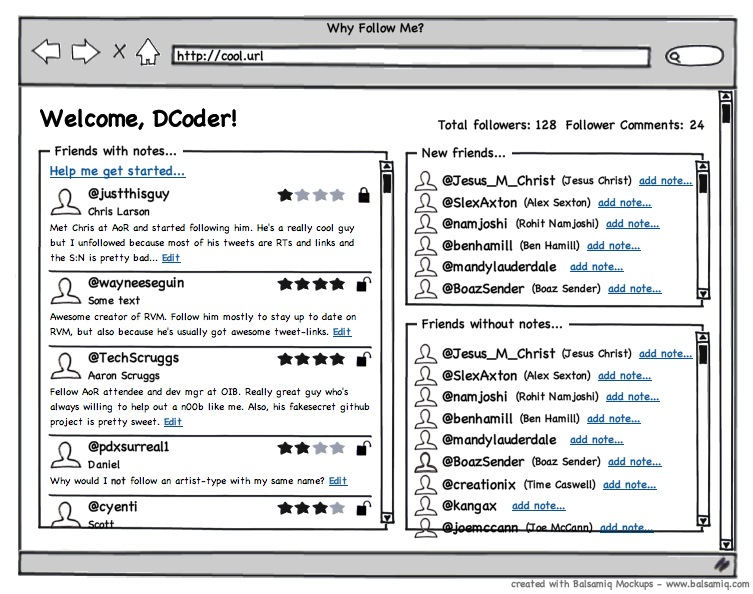 Why Follow Me?
http://cool.url
Welcome, DCoder!
Total followers: 128 Follower Comments: 24
Friends with notes...
Help me get started...
@justthisguy
Chris Larson
Met Chris at AoR and started following him. He's a really cool guy
but I unfollowed because most of his tweets are RTs and links and
the S:N is pretty bad... Edit
@wayneeseguin
Some text
Awesome creator of RVM. Follow him mostly to stay up to date on
RVM, but also because he's usually got awesome tweet-links. Edit
@TechScruggs
Aaron Scruggs
Fellow AoR attendee and dev mgr at OIB. Really great guy who's
always willing to help out a n00b like me. Also, his fakesecret github
project is pretty sweet. Edit
@pdxsurreal1
Daniel
Why would I not follow an artist-type with my same name? Edit
@cyenti
Scott
New friends...
@Jesus_M_Christ (Jesus Christ) add note...
@SlexAxton (Alex Sexton) add note...
@namjoshi (Rohit Namjoshi) add note...
@benhamill (Ben Hamill) add note...
@mandylauderdale add note...
@BoazSender (Boaz Sender) add note...
Friends without notes...
@Jesus_M_Christ (Jesus Christ) add note...
@SlexAxton (Alex Sexton) add note...
@namjoshi (Rohit Namjoshi) add note...
@benhamill (Ben Hamill) add note...
@mandylauderdale add note...
@BoazSender (Boaz Sender) add note...
@creationix (Time Caswell) add note...
@kangax add note...
@joemccann (Joe McCann) add note...
created with Balsamiq Mockups - www.balsamiq.com